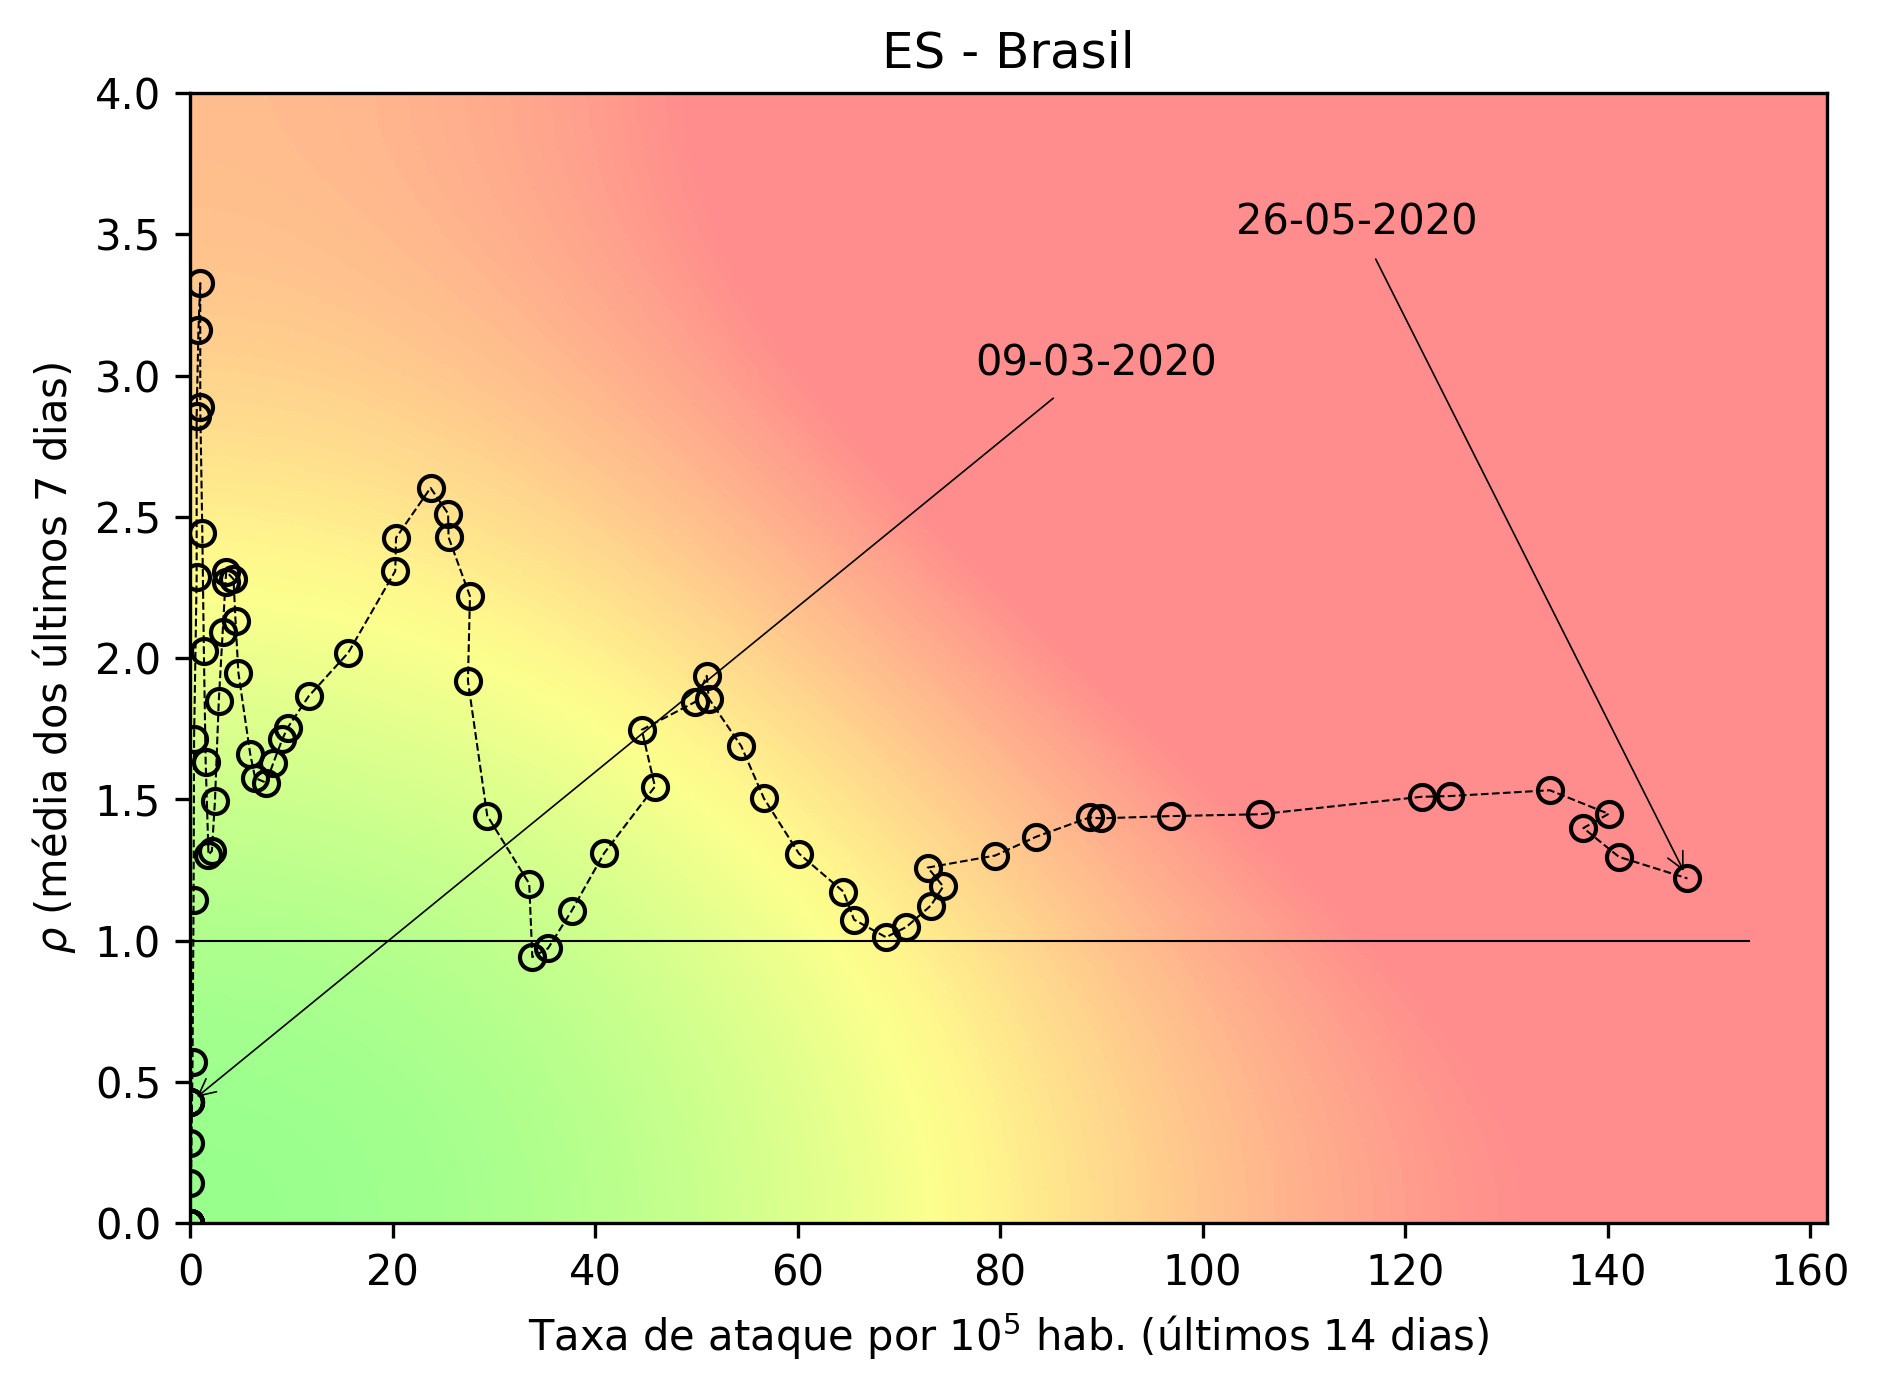 ES - Brasil
4.0
3.5
3.0
2.5
2.0
1.5
1.0
0.5
0.0
ρ (média dos últimos 7 dias)
26-05-2020
09-03-2020
0 20 40 60 80 100 120 140 160
Taxa de ataque por 10⁵ hab. (últimos 14 dias)